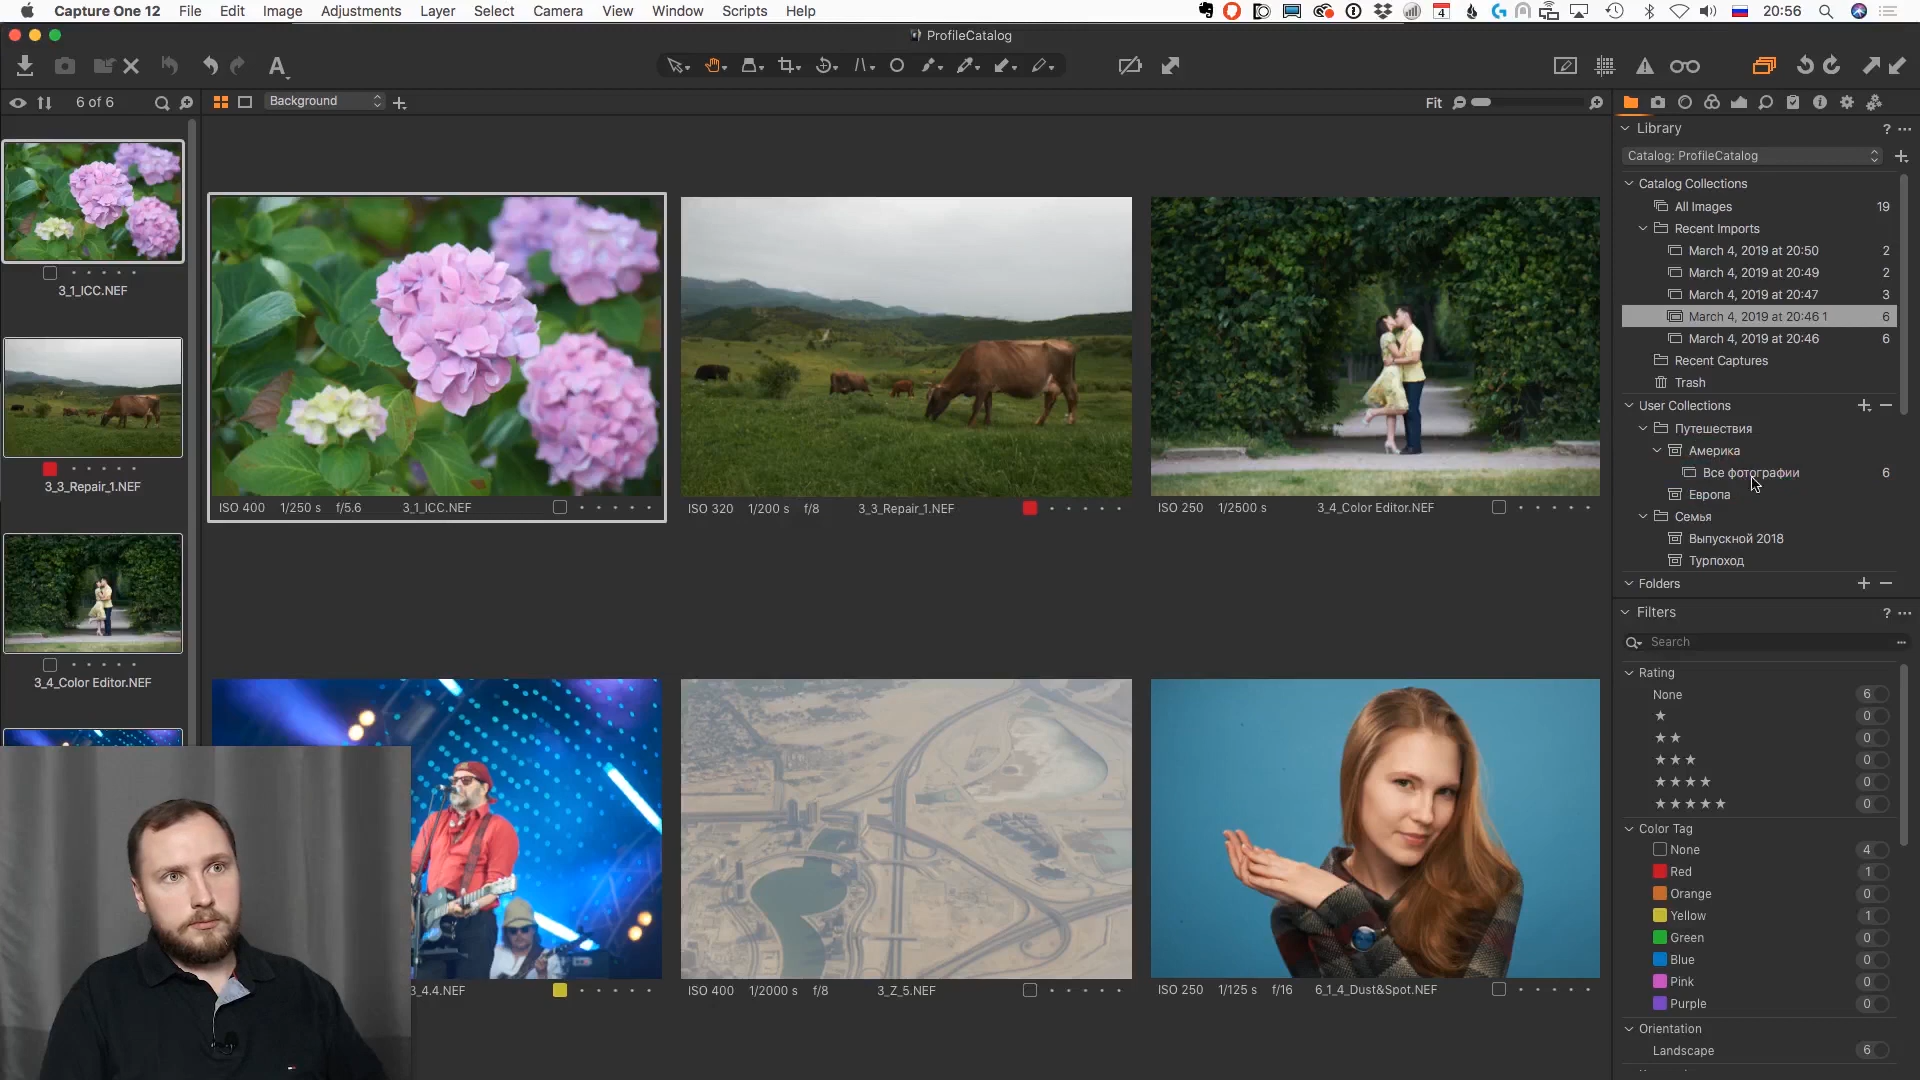 Capture One 12 File Edit Image Adjustments Layer Select Camera View Window Scripts Help 4 20:56
ProfileCatalog
A
6 of 6
Background
Fit
Library
?
Catalog: ProfileCatalog
Catalog Collections
All Images 19
Recent Imports
March 4, 2019 at 20:50 2
March 4, 2019 at 20:49 2
March 4, 2019 at 20:47 3
March 4, 2019 at 20:46 1 6
March 4, 2019 at 20:46 6
Recent Captures
Trash
User Collections
Путешествия
Америка
Все фотографии 6
Европа
Семья
Выпускной 2018
Турпоход
Folders
Filters
?
Search
Rating
None 6
★ 0
★★ 0
★★★ 0
★★★★ 0
★★★★★ 0
Color Tag
None 4
Red 1
Orange 0
Yellow 1
Green 0
Blue 0
Pink 0
Purple 0
Orientation
Landscape 6
3_1_ICC.NEF
3_3_Repair_1.NEF
3_4_Color Editor.NEF
ISO 400 1/250 s f/5.6 3_1_ICC.NEF
ISO 320 1/200 s f/8 3_3_Repair_1.NEF
ISO 250 1/2500 s 3_4_Color Editor.NEF
3_4.4.NEF
ISO 400 1/2000 s f/8 3_Z_5.NEF
ISO 250 1/125 s f/16 6_1_4_Dust&Spot.NEF